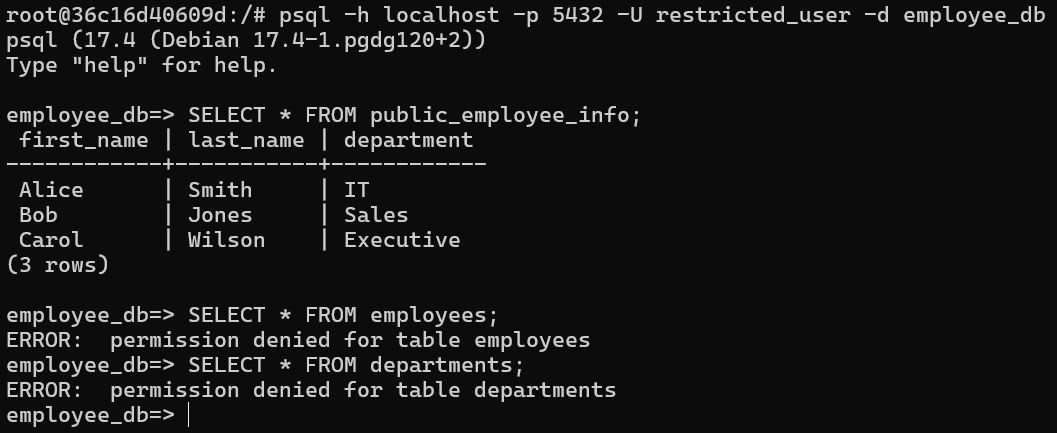 root@36c16d40609d:/# psql -h localhost -p 5432 -U restricted_user -d employee_db
psql (17.4 (Debian 17.4-1.pgdg120+2))
Type "help" for help.

employee_db=> SELECT * FROM public_employee_info;
 first_name | last_name | department
------------+-----------+------------
 Alice      | Smith     | IT
 Bob        | Jones     | Sales
 Carol      | Wilson    | Executive
(3 rows)

employee_db=> SELECT * FROM employees;
ERROR:  permission denied for table employees
employee_db=> SELECT * FROM departments;
ERROR:  permission denied for table departments
employee_db=>